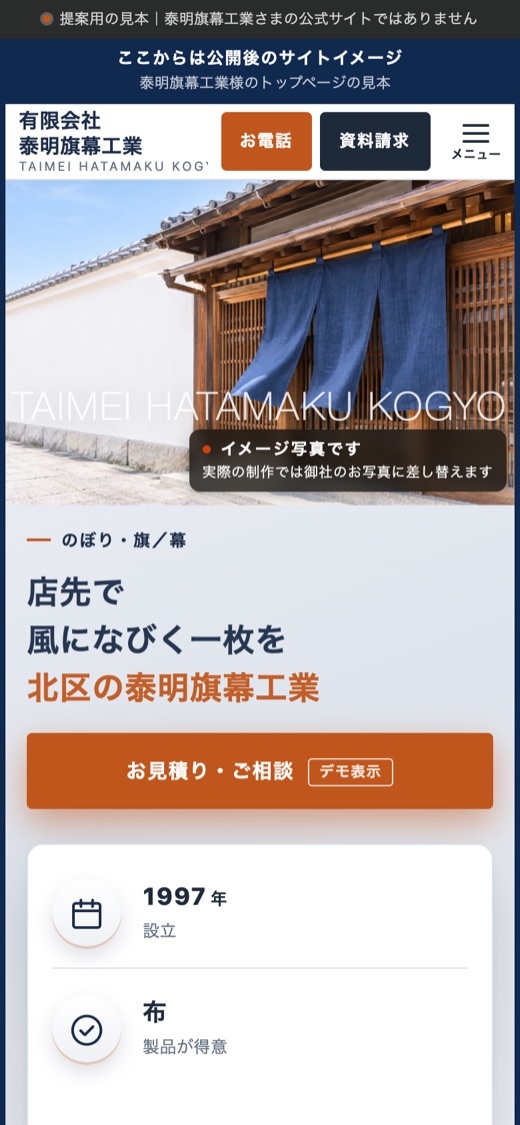 提案用の見本｜泰明旗幕工業さまの公式サイトではありません
ここからは公開後のサイトイメージ
泰明旗幕工業様のトップページの見本
有限会社
泰明旗幕工業
TAIMEI HATAMAKU KOG
お電話
資料請求
メニュー
TAIMEI HATAMAKU KOGYO
イメージ写真です
実際の制作では御社のお写真に差し替えます
のぼり・旗／幕
店先で
風になびく一枚を
北区の泰明旗幕工業
お見積り・ご相談 デモ表示
1997 年
設立
布
製品が得意